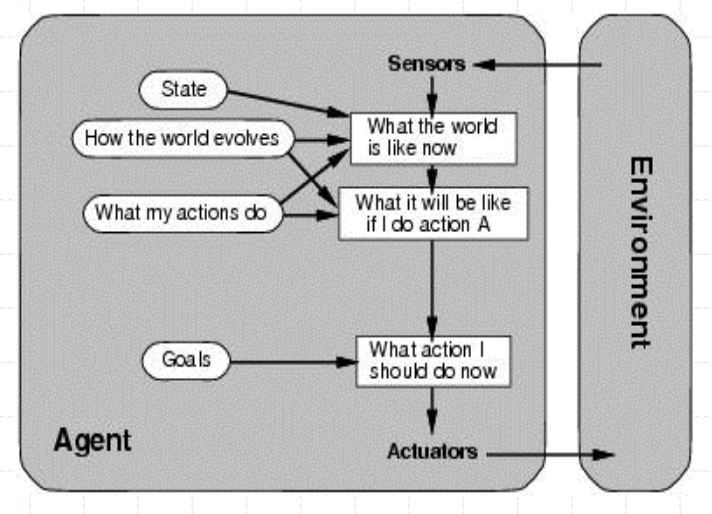 Sensors
State
What the world
is like now
How the world evolves
What my actions do
What it will be like
if I do action A
Environment
Goals
What action I
should do now
Agent
Actuators